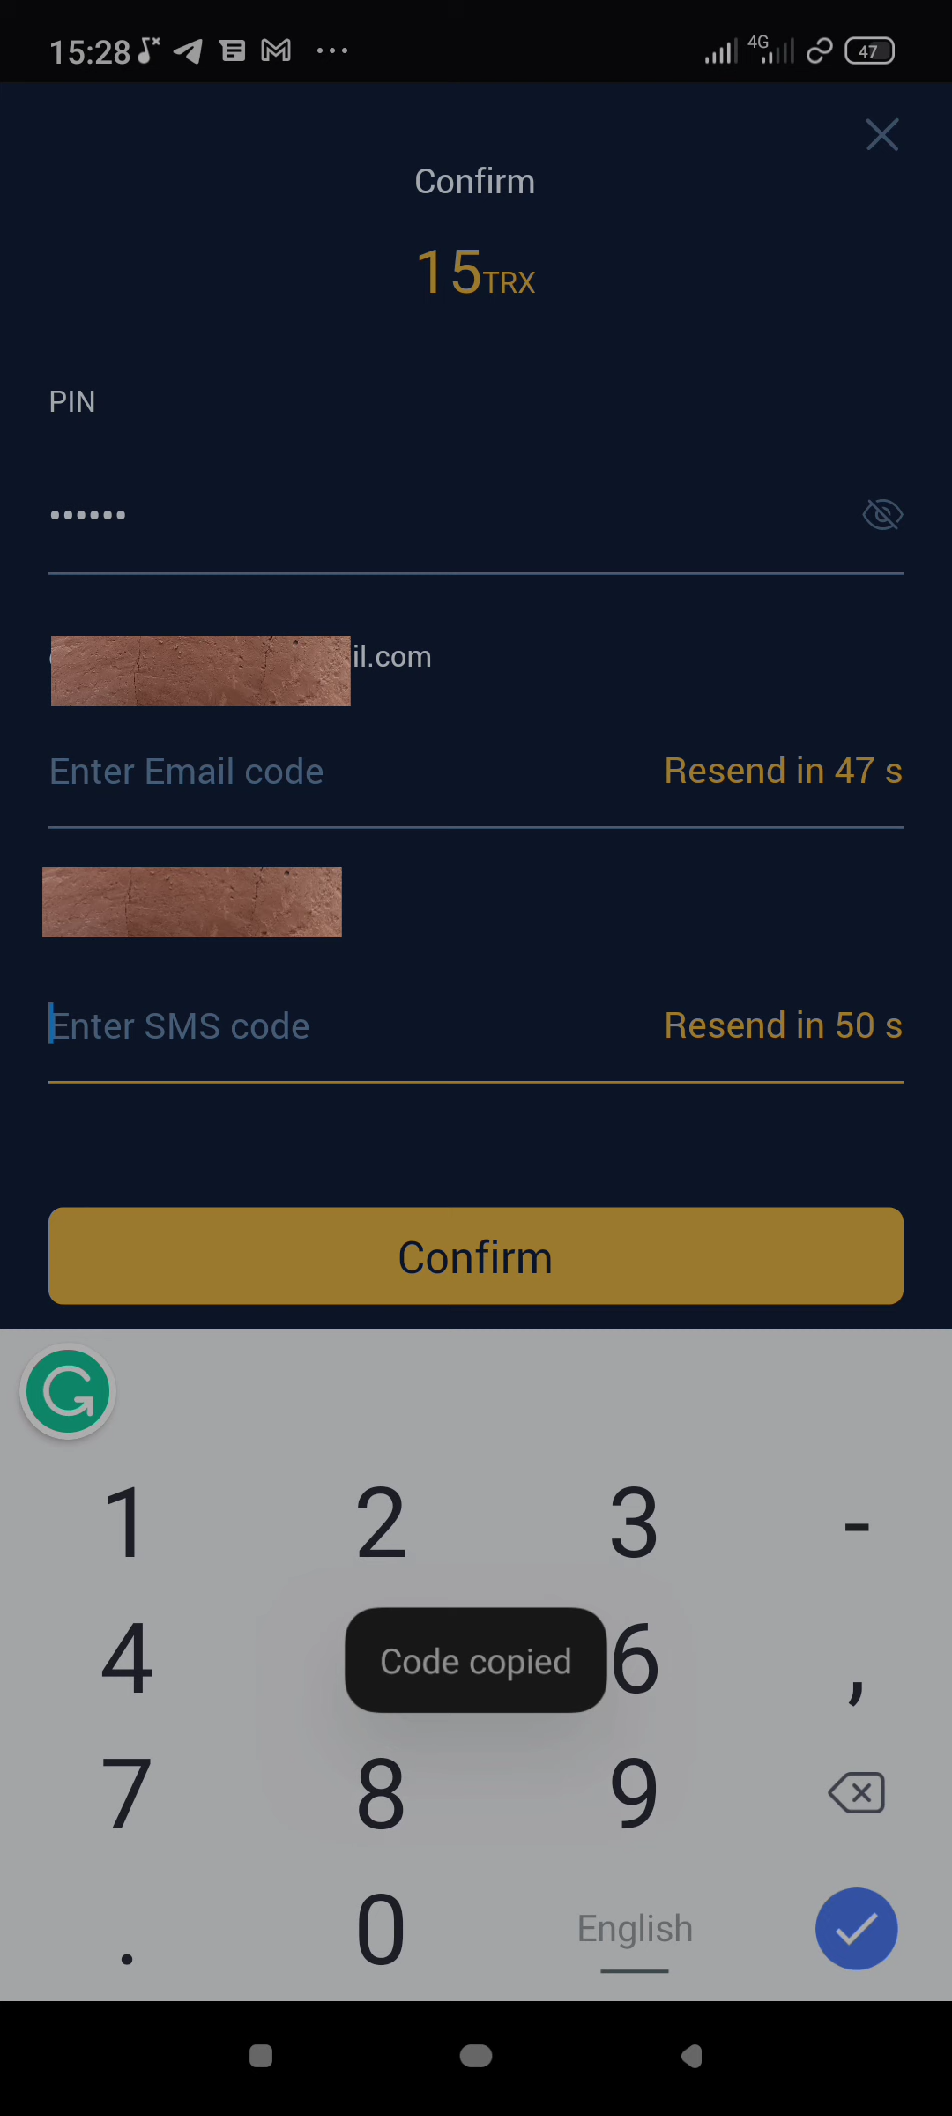 15:28 4G 47
Confirm
15TRX
PIN
••••••
il.com
Enter Email code Resend in 47 s
Enter SMS code Resend in 50 s
Confirm
1 2 3 -
4 6 ,
Code copied
7 8 9
. 0 English